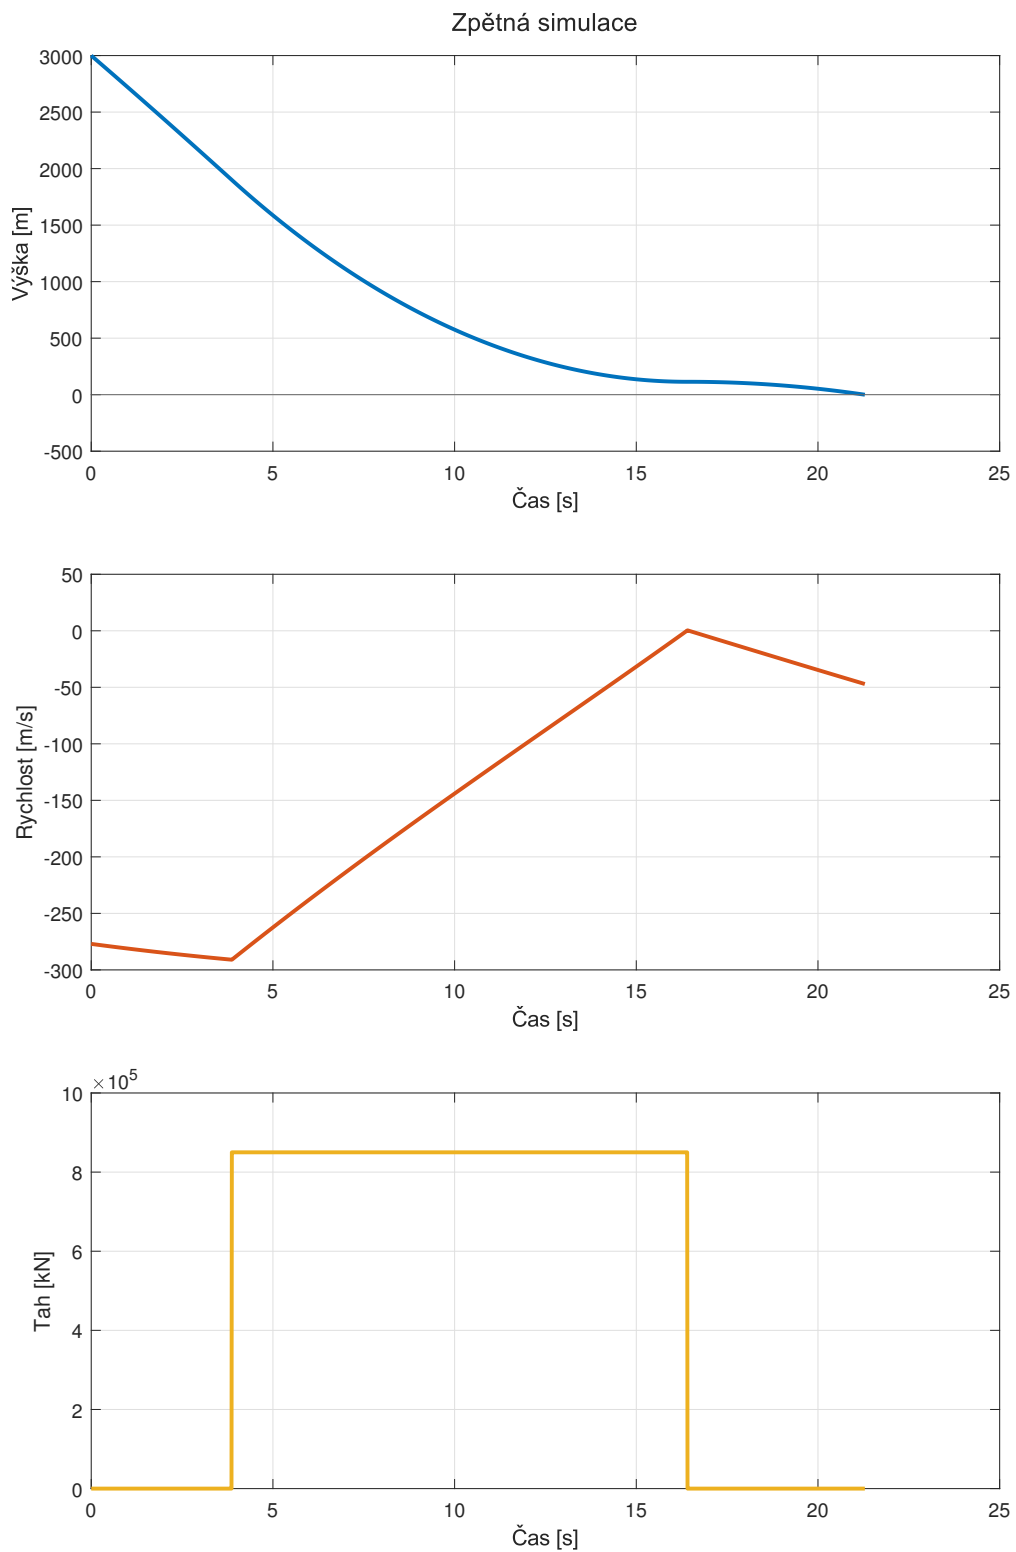 Zpětná simulace
3000
2500
2000
1500
1000
500
0
-500
Výška [m]
0 5 10 15 20 25
Čas [s]
50
0
-50
-100
-150
-200
-250
-300
Rychlost [m/s]
0 5 10 15 20 25
Čas [s]
×10⁵
10
8
6
4
2
0
Tah [kN]
0 5 10 15 20 25
Čas [s]